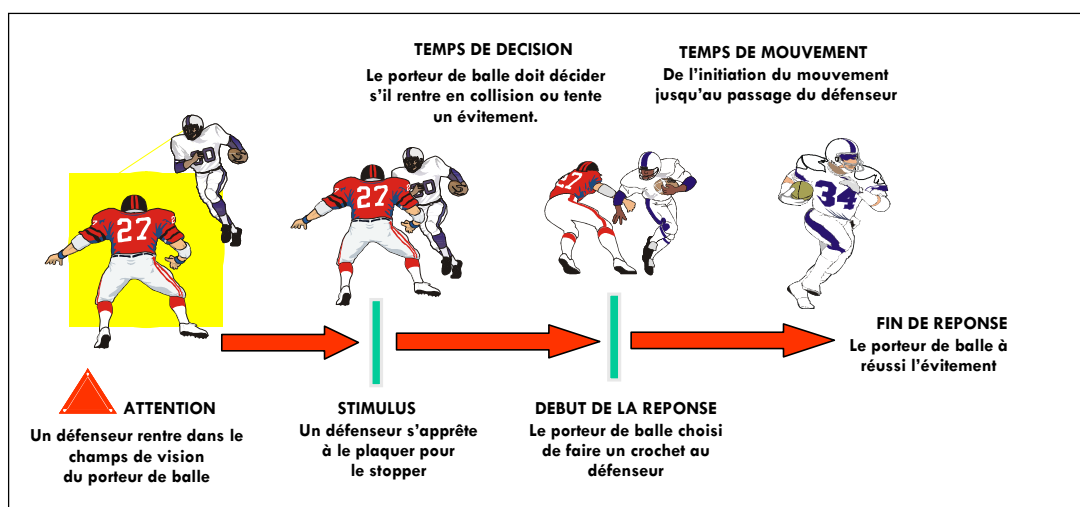 TEMPS DE DECISION
Le porteur de balle doit décider
s'il rentre en collision ou tente
un évitement.
TEMPS DE MOUVEMENT
De l'initiation du mouvement
jusqu'au passage du défenseur
27
27
27
34
FIN DE REPONSE
Le porteur de balle à
réussi l'évitement
ATTENTION
Un défenseur rentre dans le
champs de vision
du porteur de balle
STIMULUS
Un défenseur s'apprête
à le plaquer pour
le stopper
DEBUT DE LA REPONSE
Le porteur de balle choisi
de faire un crochet au
défenseur